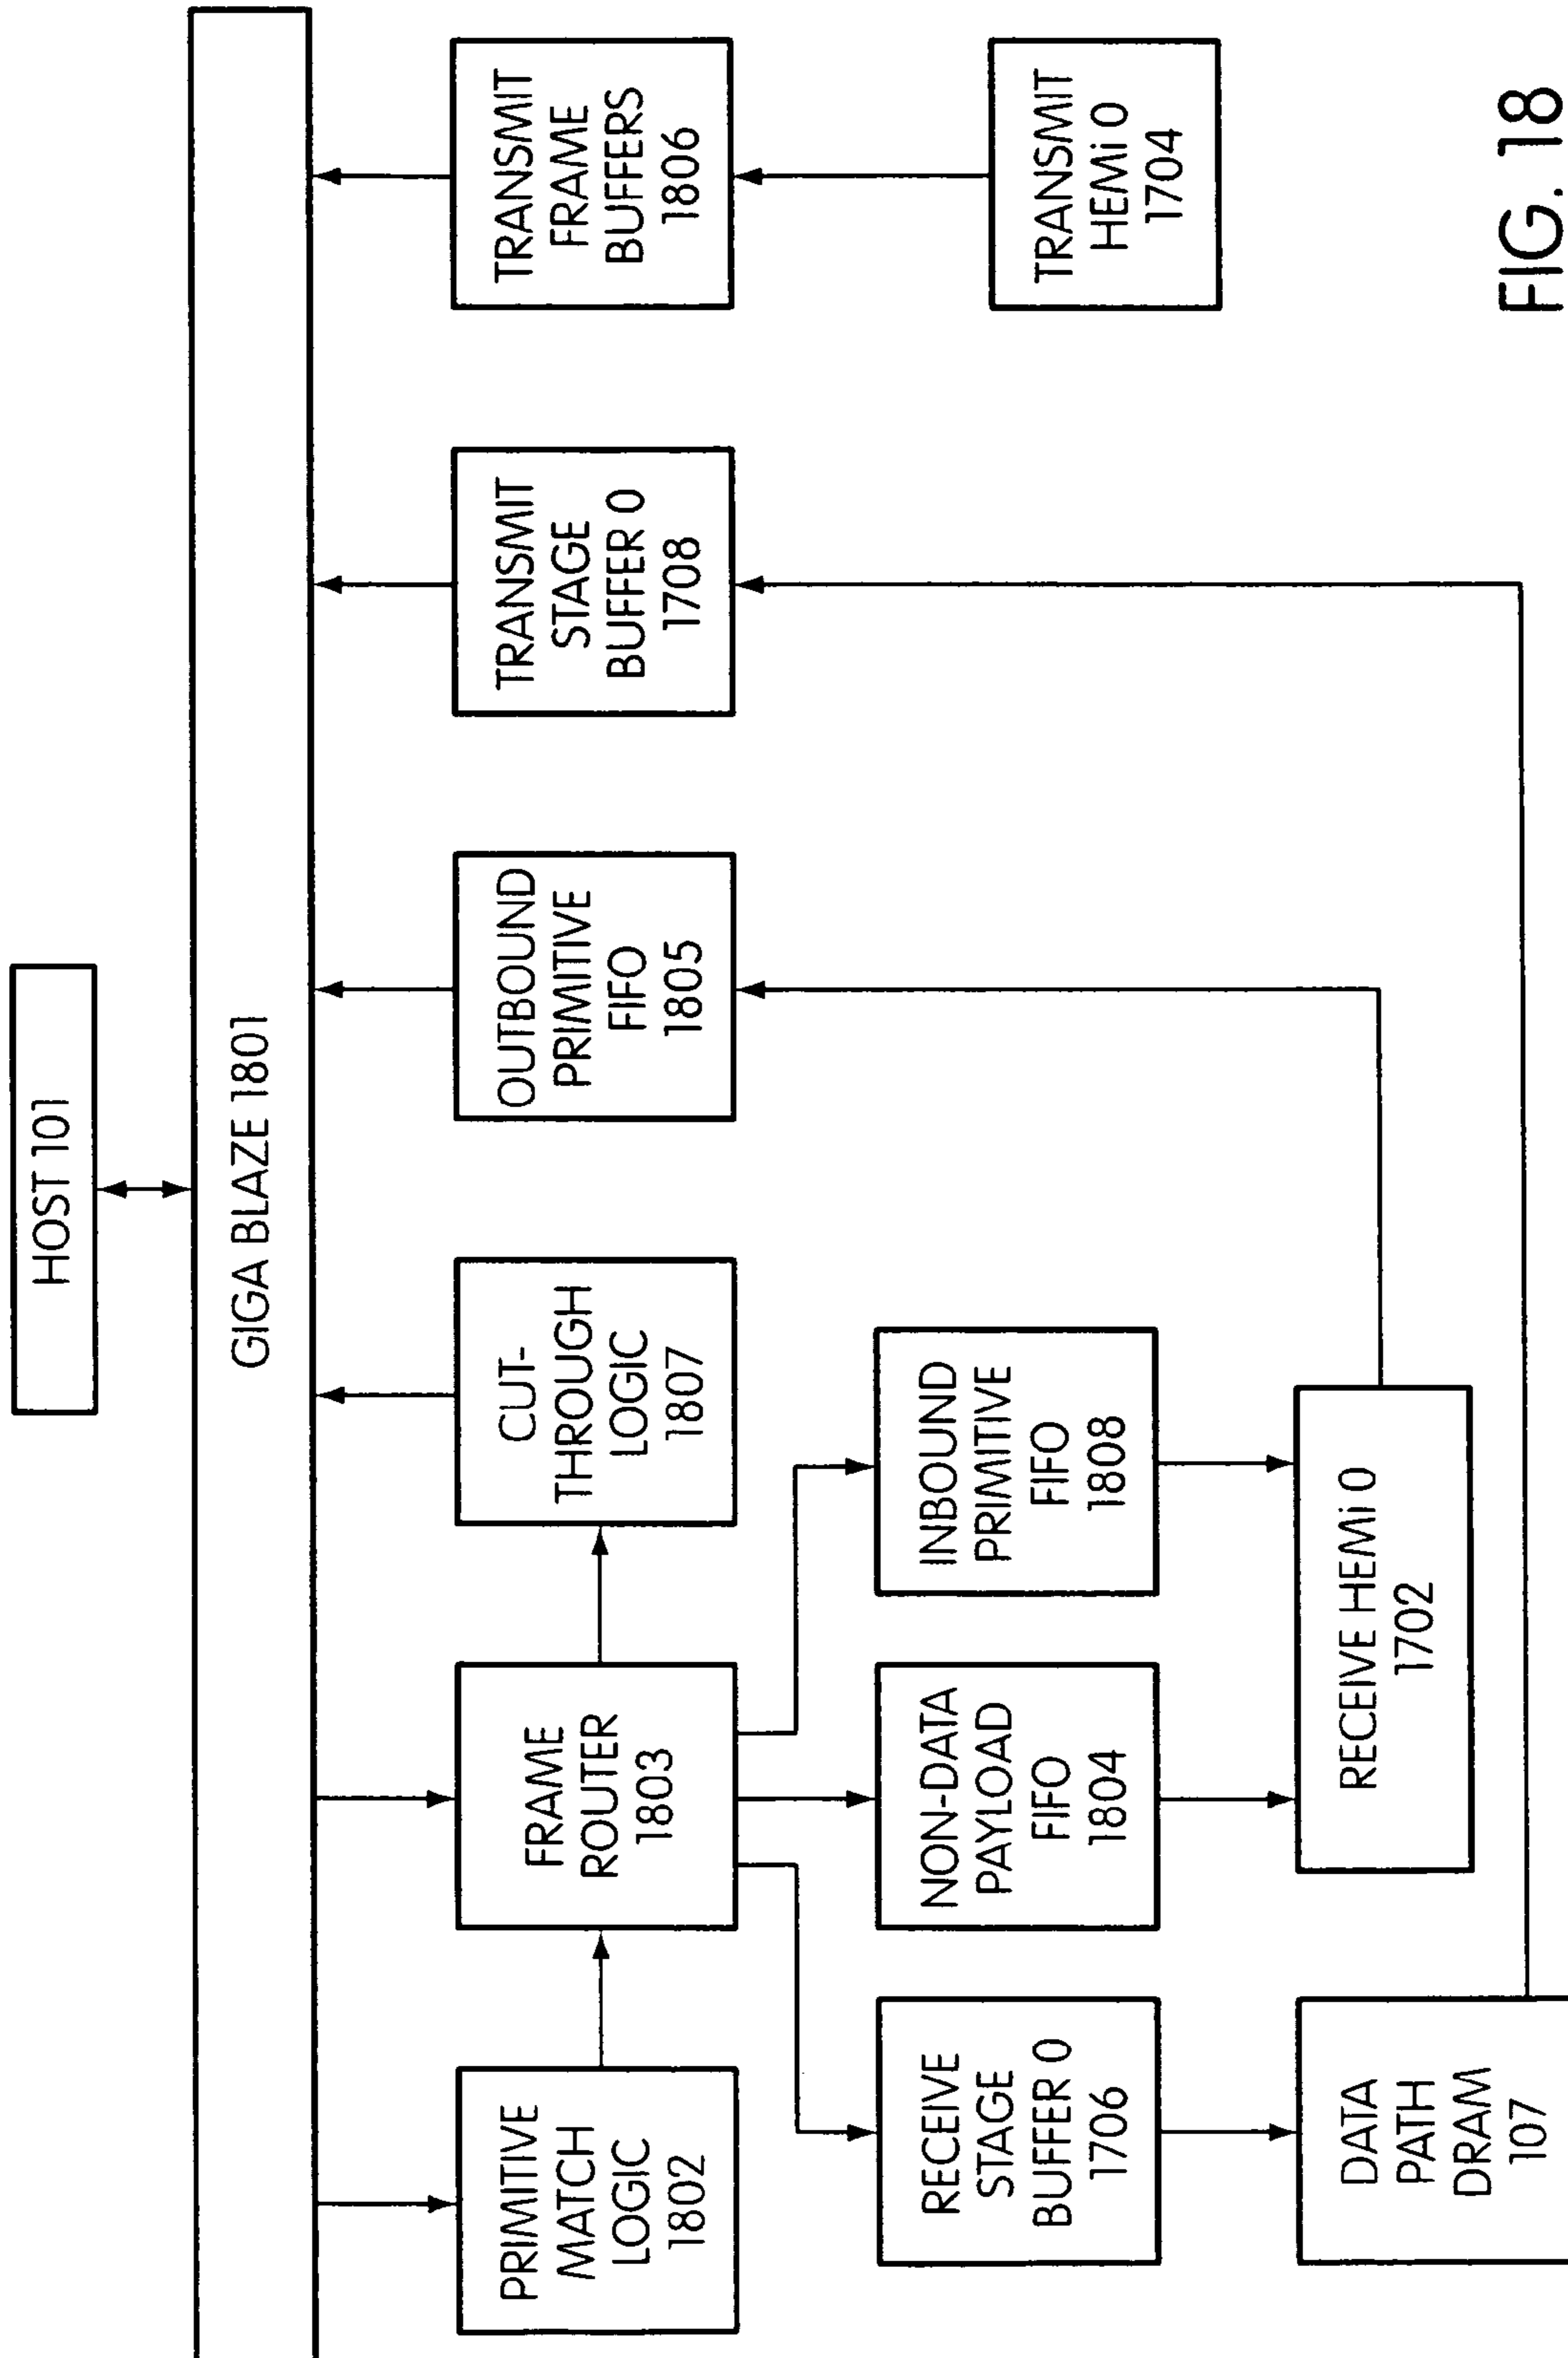 HOST 101
GIGA BLAZE 1801
PRIMITIVE
MATCH
LOGIC
1802
FRAME
ROUTER
1803
CUT-
THROUGH
LOGIC
1807
OUTBOUND
PRIMITIVE
FIFO
1805
TRANSMIT
STAGE
BUFFER 0
1708
TRANSMIT
FRAME
BUFFERS
1806
RECEIVE
STAGE
BUFFER 0
1706
NON-DATA
PAYLOAD
FIFO
1804
INBOUND
PRIMITIVE
FIFO
1808
TRANSMIT
HEMi 0
1704
DATA
PATH
DRAM
107
RECEIVE HEMi 0
1702
FIG. 18